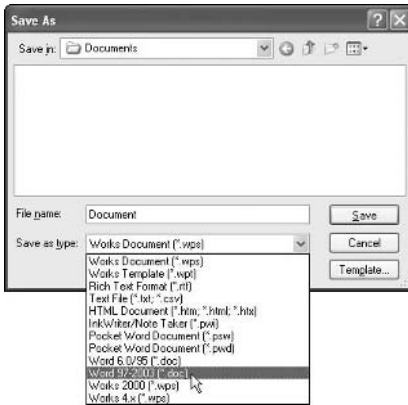 Save As
Save in: Documents
File name: Document
Save
Save as type: Works Document (*.wps)
Cancel
Template...
Works Document (*.wps)
Works Template (*.wpt)
Rich Text Format (*.rtf)
Text File (*.txt; *.csv)
HTML Document (*.htm; *.html; *.htx)
InkWriter/Note Taker (*.pwi)
Pocket Word Document (*.psw)
Pocket Word Document (*.pwd)
Word 6.0/95 (*.doc)
Word 97-2003 (*.doc)
Works 2000 (*.wps)
Works 4.x (*.wps)